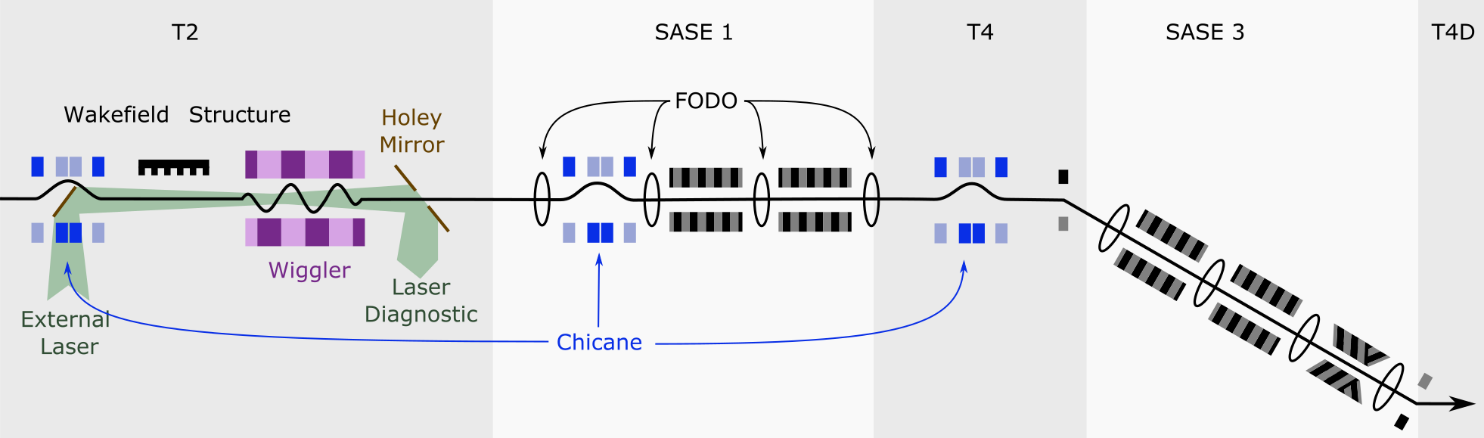 T2
SASE 1
T4
SASE 3
T4D
Wakefield Structure
Holey
Mirror
FODO
Wiggler
External
Laser
Laser
Diagnostic
Chicane